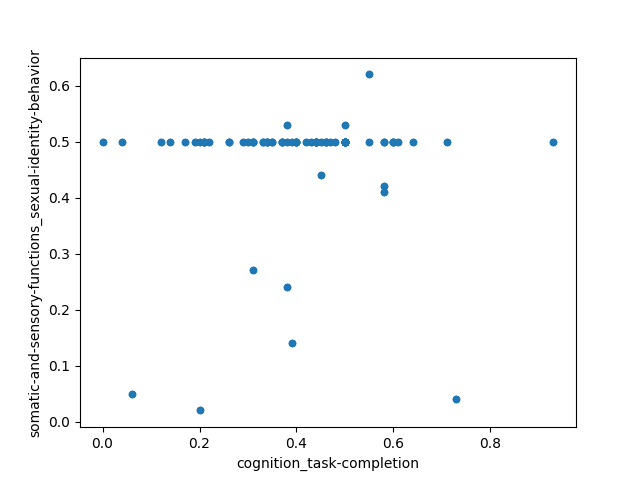 somatic-and-sensory-functions_sexual-identity-behavior
0.6
0.5
0.4
0.3
0.2
0.1
0.0
0.0 0.2 0.4 0.6 0.8
cognition_task-completion